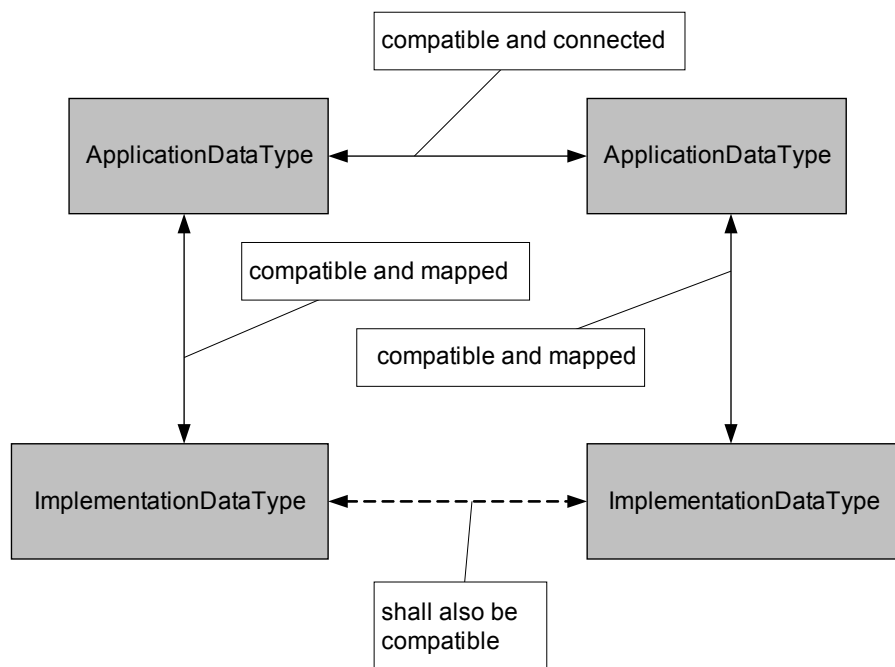 compatible and connected
ApplicationDataType
ApplicationDataType
compatible and mapped
compatible and mapped
ImplementationDataType
ImplementationDataType
shall also be
compatible